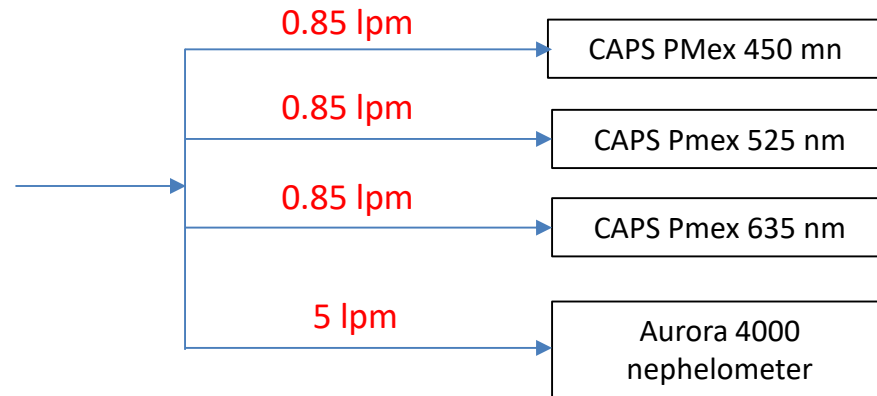 0.85 lpm
CAPS PMex 450 mn
0.85 lpm
CAPS Pmex 525 nm
0.85 lpm
CAPS Pmex 635 nm
5 lpm
Aurora 4000
nephelometer